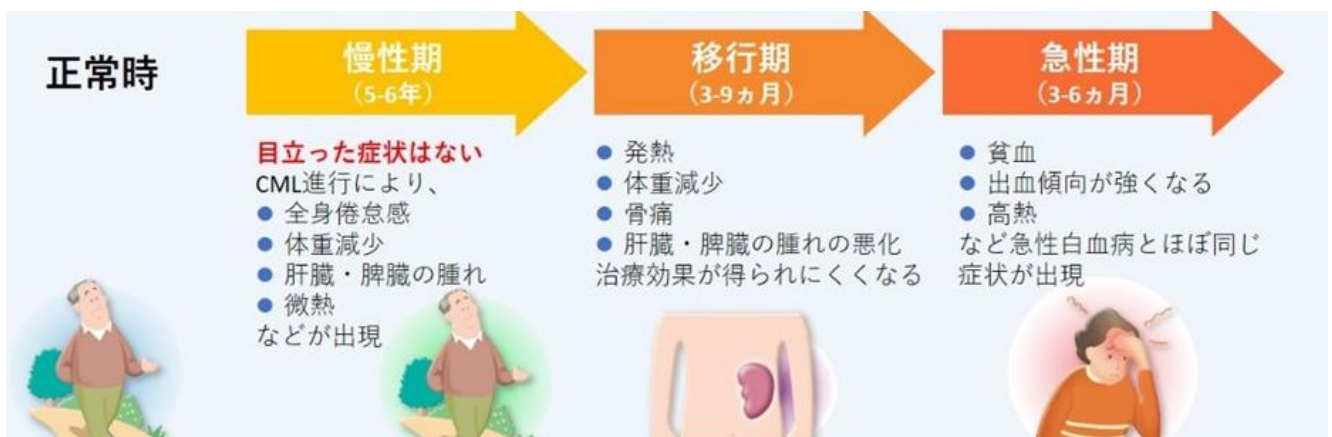 正常時
慢性期
（5-6年）
目立った症状はない
CML進行により、
● 全身倦怠感
● 体重減少
● 肝臓・脾臓の腫れ
● 微熱
などが出現
移行期
（3-9ヵ月）
● 発熱
● 体重減少
● 骨痛
● 肝臓・脾臓の腫れの悪化
治療効果が得られにくくなる
急性期
（3-6ヵ月）
● 貧血
● 出血傾向が強くなる
● 高熱
など急性白血病とほぼ同じ
症状が出現